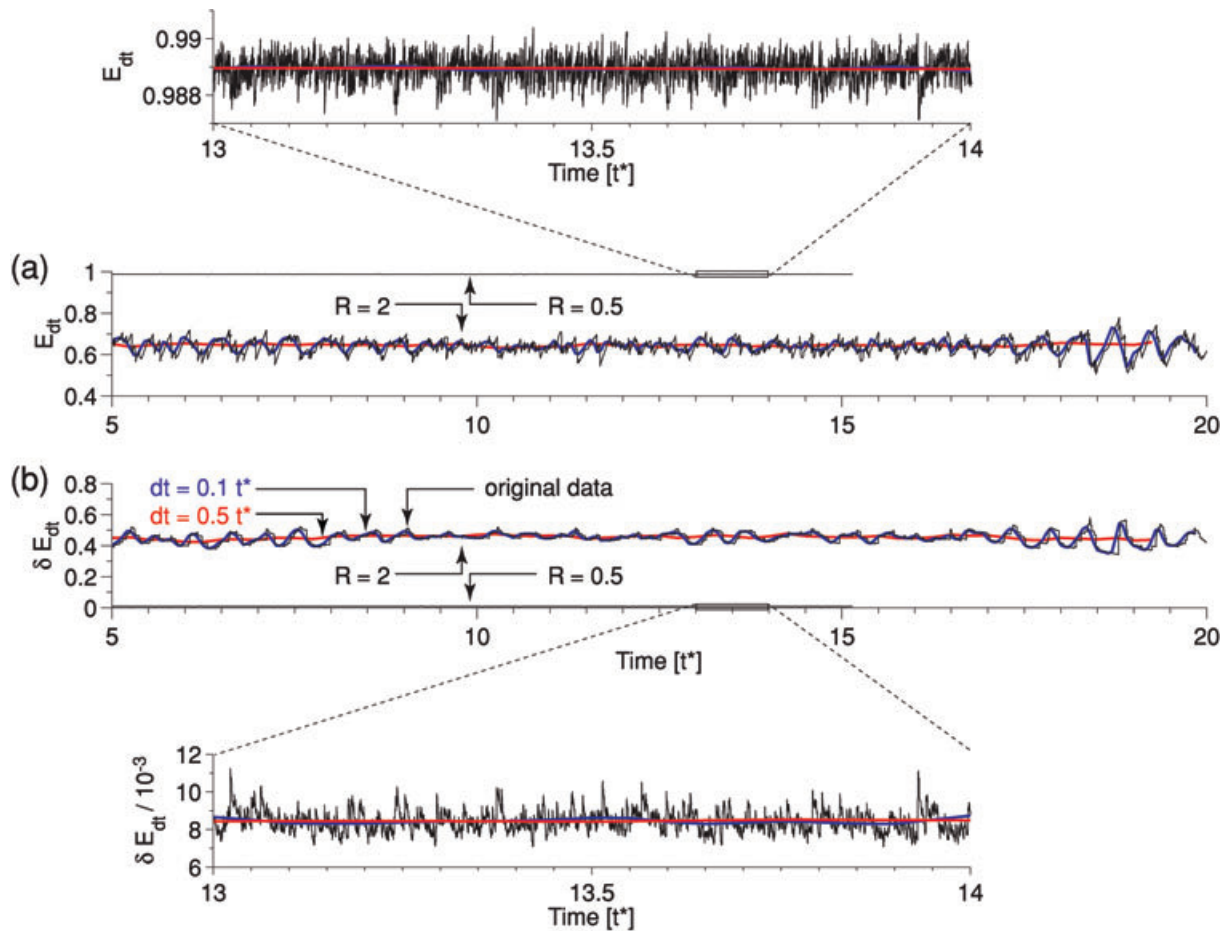 0.99
E_dt
0.988
13
13.5
14
Time [t*]
(a)
1
R = 2
R = 0.5
0.8
E_dt
0.6
0.4
5
10
15
20
(b)
0.8
dt = 0.1 t*
original data
0.6
dt = 0.5 t*
δ E_dt
0.4
0.2
R = 2
R = 0.5
0
5
10
15
20
Time [t*]
12
10
δ E_dt / 10⁻³
8
6
13
13.5
14
Time [t*]